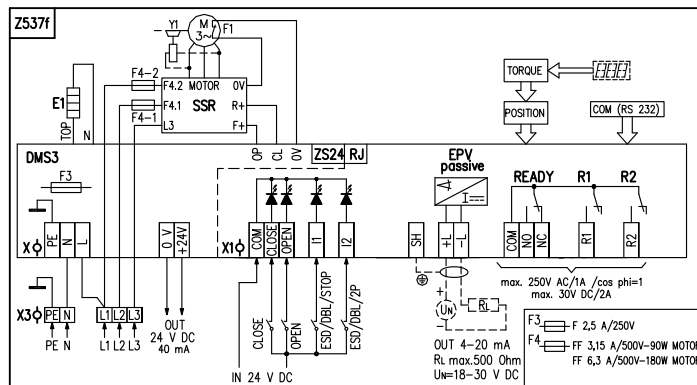 Z537f
Y1
M
3~
F1
F4-2
F4.2 MOTOR 0V
E1
F4.1 SSR R+
F4-1
L3 F+
TOP
N
OP
CL
0V
TORQUE
POSITION
COM (RS 232)
DMS3
ZS24 RJ
EPV
passive
READY R1 R2
F3
X
PE
N
L
0 V
+24V
X1
COM
CLOSE
OPEN
I1
I2
SH
+L
-L
COM
NO
NC
R1
R2
max. 250V AC/1A /cos phi=1
max. 30V DC/2A
X3
PE N
L1 L2 L3
PE N
L1 L2 L3
OUT
24 V DC
40 mA
CLOSE
OPEN
ESD/DBL/STOP
ESD/DBL/2P
IN 24 V DC
+
UN
-
RL
OUT 4-20 mA
RL max.500 Ohm
UN=18-30 V DC
F3 F 2,5 A/250V
F4 FF 3,15 A/500V-90W MOTOR
FF 6,3 A/500V-180W MOTOR